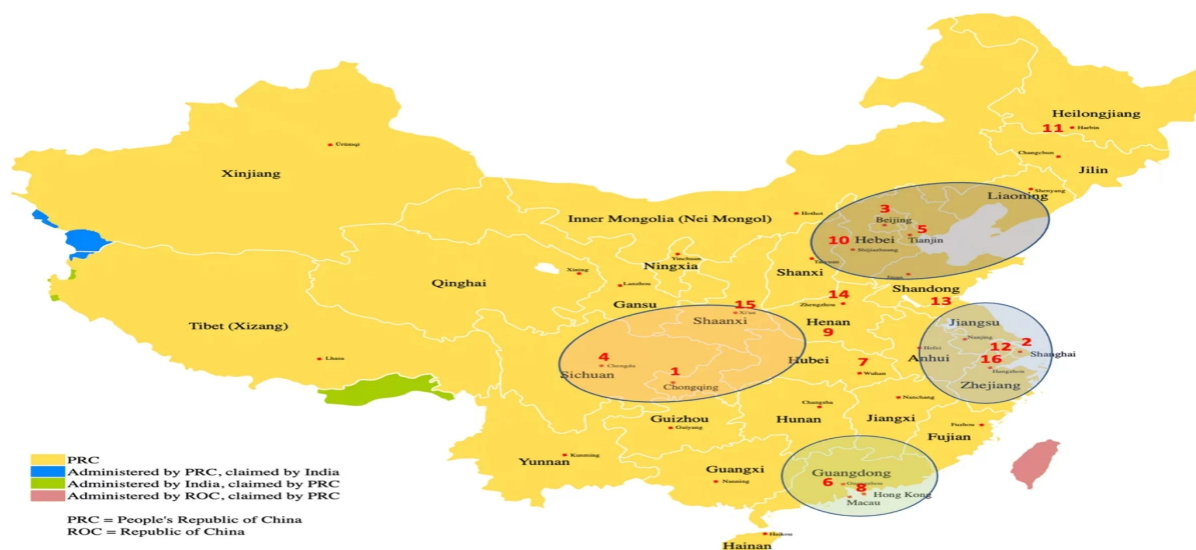 Heilongjiang
11
Harbin
Changchun
Jilin
Ürümqi
Xinjiang
Shenyang
Liaoning
3
Beijing
Inner Mongolia (Nei Mongol)
Hohhot
5
Tianjin
10
Hebei
Shijiazhuang
Yinchuan
Ningxia
Taiyuan
Shanxi
Xining
Jinan
Qinghai
Lanzhou
Shandong
13
Gansu
15
Xi'an
14
Zhengzhou
Shaanxi
Henan
9
Jiangsu
Nanjing
Tibet (Xizang)
12
2
Shanghai
Hefei
Anhui
16
Hangzhou
Zhejiang
Lhasa
4
Chengdu
Sichuan
1
Chongqing
Hubei
7
Wuhan
Changsha
Nanchang
Guizhou
Guiyang
Hunan
Jiangxi
Fuzhou
Fujian
Yunnan
Kunming
Guangxi
Nanning
Guangdong
6
Guangzhou
8
Hong Kong
Macau
Haikou
Hainan
PRC
Administered by PRC, claimed by India
Administered by India, claimed by PRC
Administered by ROC, claimed by PRC
PRC = People's Republic of China
ROC = Republic of China